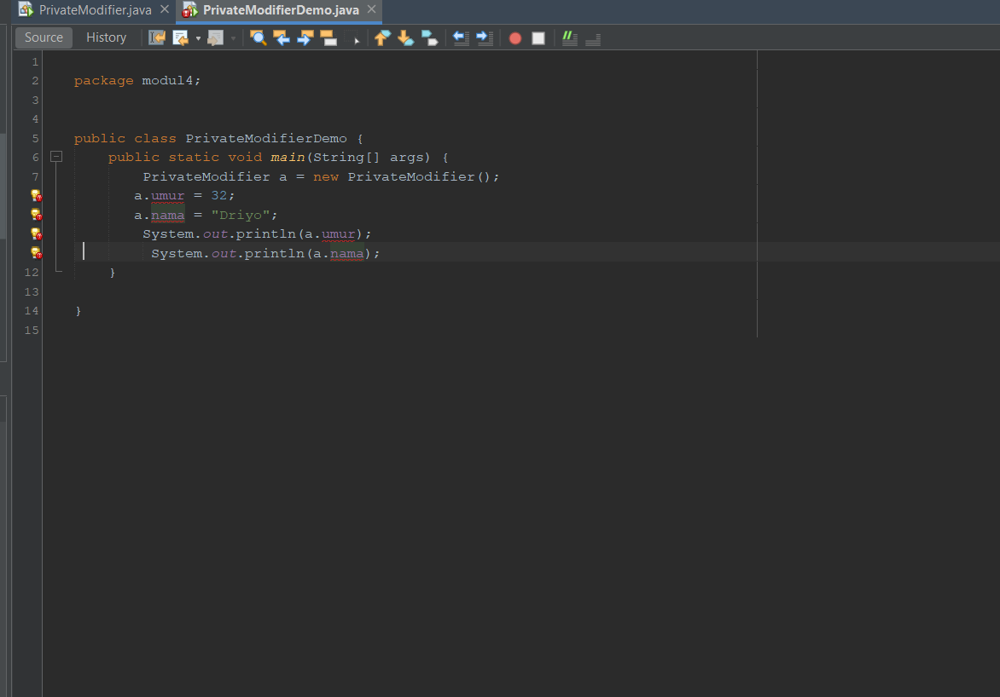 PrivateModifier.java PrivateModifierDemo.java
Source History
1
2 package modul4;
3
4
5 public class PrivateModifierDemo {
6 public static void main(String[] args) {
7 PrivateModifier a = new PrivateModifier();
a.umur = 32;
a.nama = "Driyo";
System.out.println(a.umur);
System.out.println(a.nama);
12 }
13
14 }
15